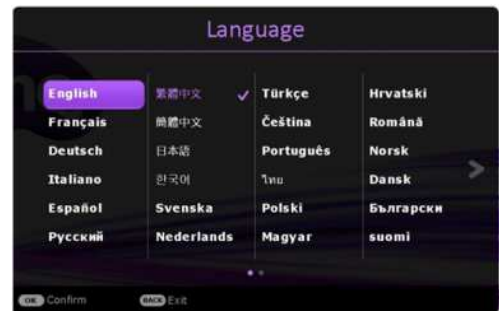 Language
English
Français
Deutsch
Italiano
Español
Русский
繁體中文
簡體中文
日本語
한국어
Svenska
Nederlands
Türkçe
Čeština
Português
ไทย
Polski
Magyar
Hrvatski
Română
Norsk
Dansk
Български
suomi
OK Confirm
BACK Exit